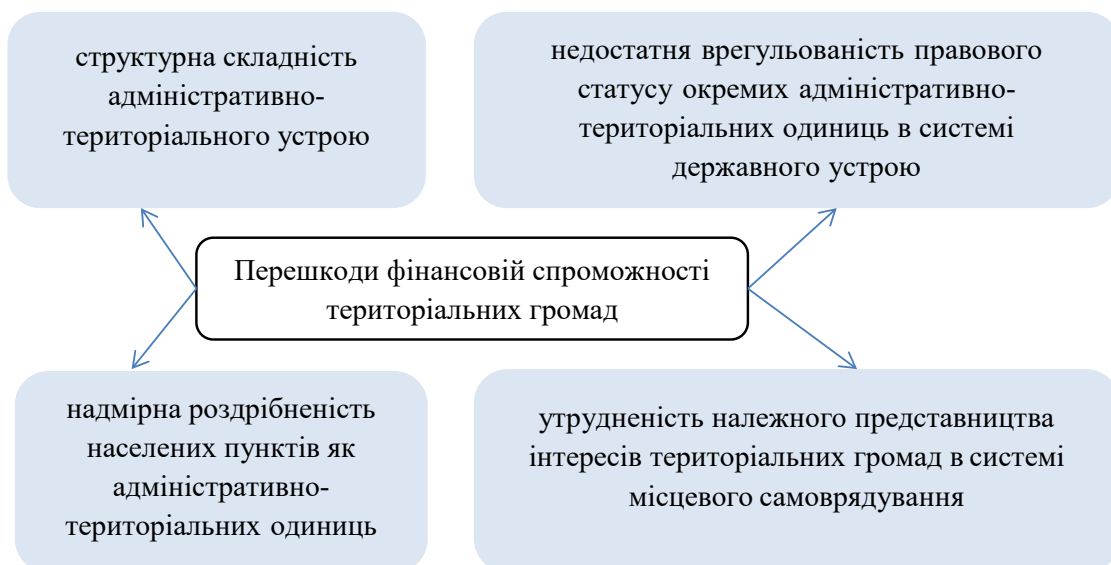 структурна складність
адміністративно-
територіального устрою
недостатня врегульованість правового
статусу окремих адміністративно-
територіальних одиниць в системі
державного устрою
Перешкоди фінансовій спроможності
територіальних громад
надмірна роздрібненість
населених пунктів як
адміністративно-
територіальних одиниць
утрудненість належного представництва
інтересів територіальних громад в системі
місцевого самоврядування